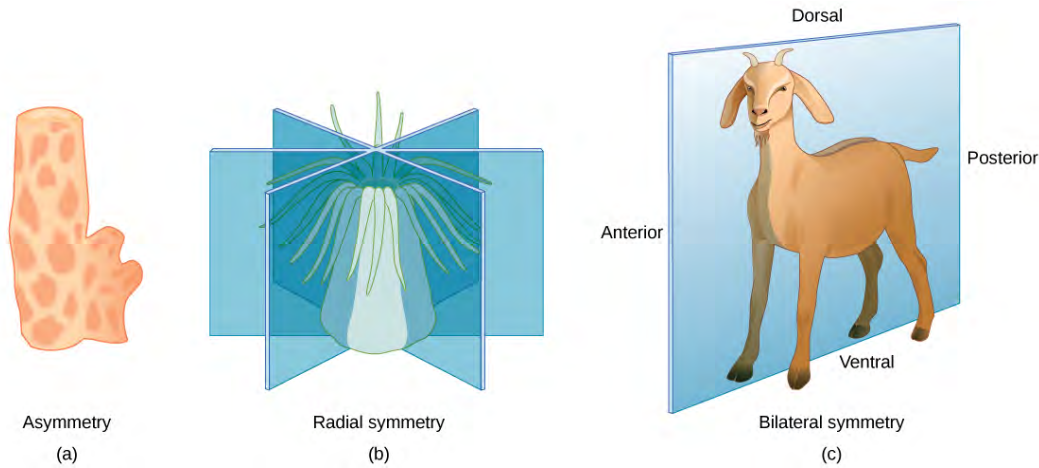 Dorsal
Posterior
Anterior
Ventral
Asymmetry
Radial symmetry
Bilateral symmetry
(a)
(b)
(c)